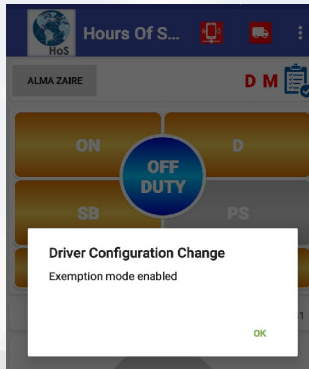 HoS
Hours Of S...
ALMA ZAIRE
D M
ON
D
OFF
DUTY
SB
PS
Driver Configuration Change
Exemption mode enabled
OK